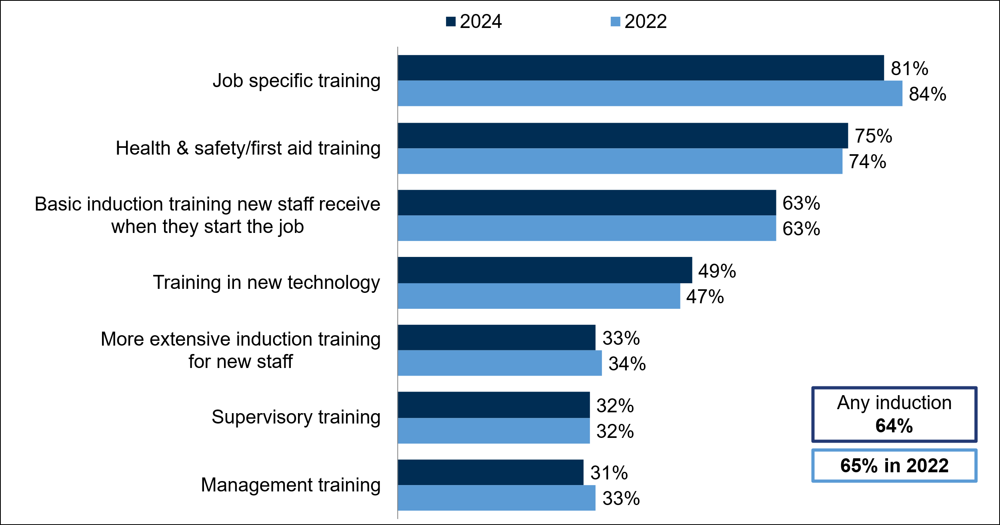 2024 2022
Job specific training
81%
84%
Health & safety/first aid training
75%
74%
Basic induction training new staff receive
when they start the job
63%
63%
Training in new technology
49%
47%
More extensive induction training
for new staff
33%
34%
Supervisory training
32%
32%
Management training
31%
33%
Any induction
64%
65% in 2022